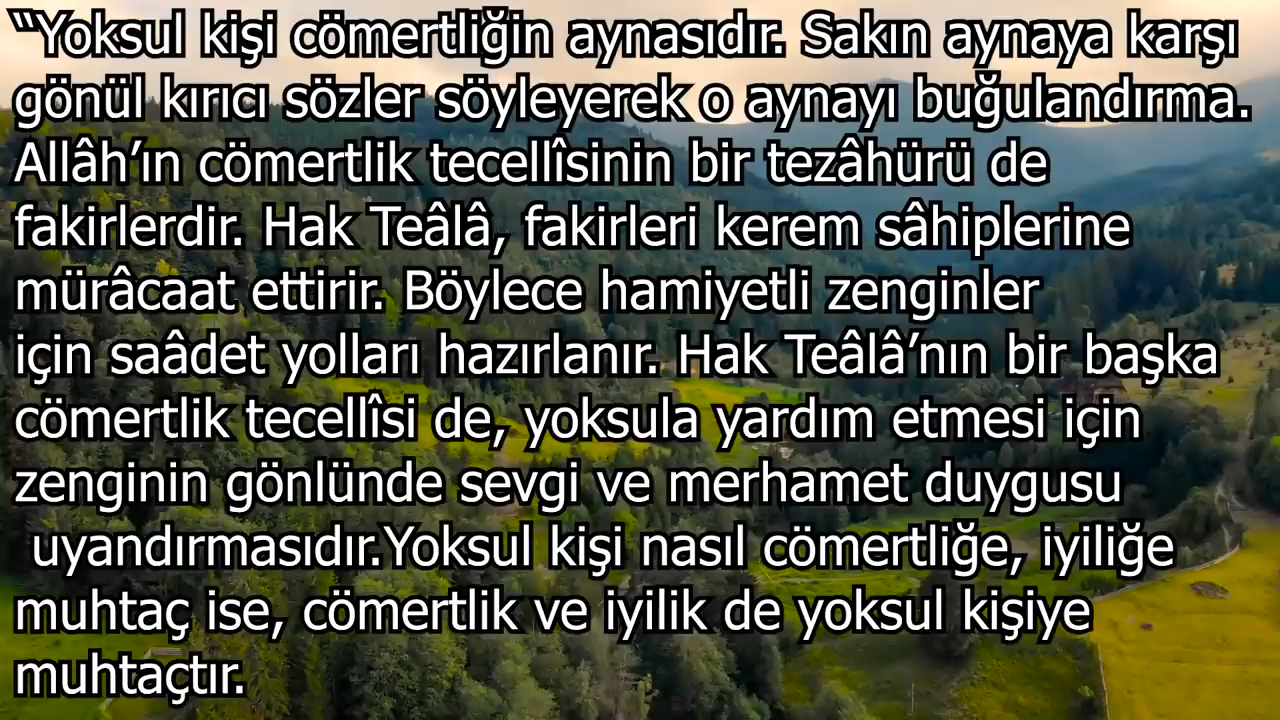 “Yoksul kişi cömertliğin aynasıdır. Sakın aynaya karşı
gönül kırıcı sözler söyleyerek o aynayı buğulandırma.
Allâh’ın cömertlik tecellîsinin bir tezâhürü de
fakirlerdir. Hak Teâlâ, fakirleri kerem sâhiplerine
mürâcaat ettirir. Böylece hamiyetli zenginler
için saâdet yolları hazırlanır. Hak Teâlâ’nın bir başka
cömertlik tecellîsi de, yoksula yardım etmesi için
zenginin gönlünde sevgi ve merhamet duygusu
uyandırmasıdır.Yoksul kişi nasıl cömertliğe, iyiliğe
muhtaç ise, cömertlik ve iyilik de yoksul kişiye
muhtaçtır.